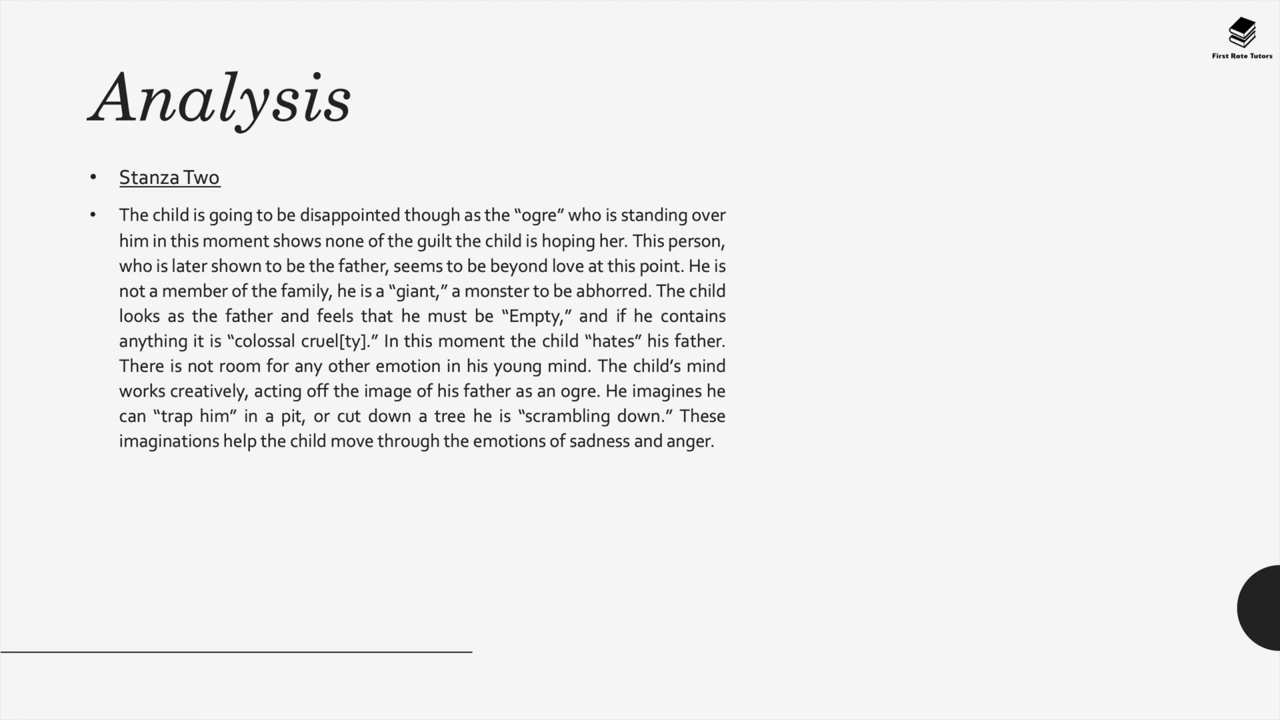 First Rate Tutors
Analysis
• Stanza Two
• The child is going to be disappointed though as the “ogre” who is standing over
him in this moment shows none of the guilt the child is hoping her. This person,
who is later shown to be the father, seems to be beyond love at this point. He is
not a member of the family, he is a “giant,” a monster to be abhorred. The child
looks as the father and feels that he must be “Empty,” and if he contains
anything it is “colossal cruel[ty].” In this moment the child “hates” his father.
There is not room for any other emotion in his young mind. The child’s mind
works creatively, acting off the image of his father as an ogre. He imagines he
can “trap him” in a pit, or cut down a tree he is “scrambling down.” These
imaginations help the child move through the emotions of sadness and anger.